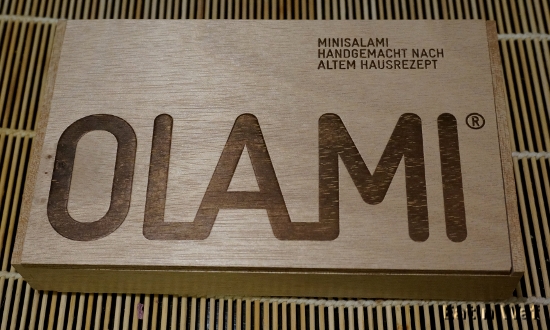 MINISALAMI
HANDGEMACHT NACH
ALTEM HAUSREZEPT
OLAMI®